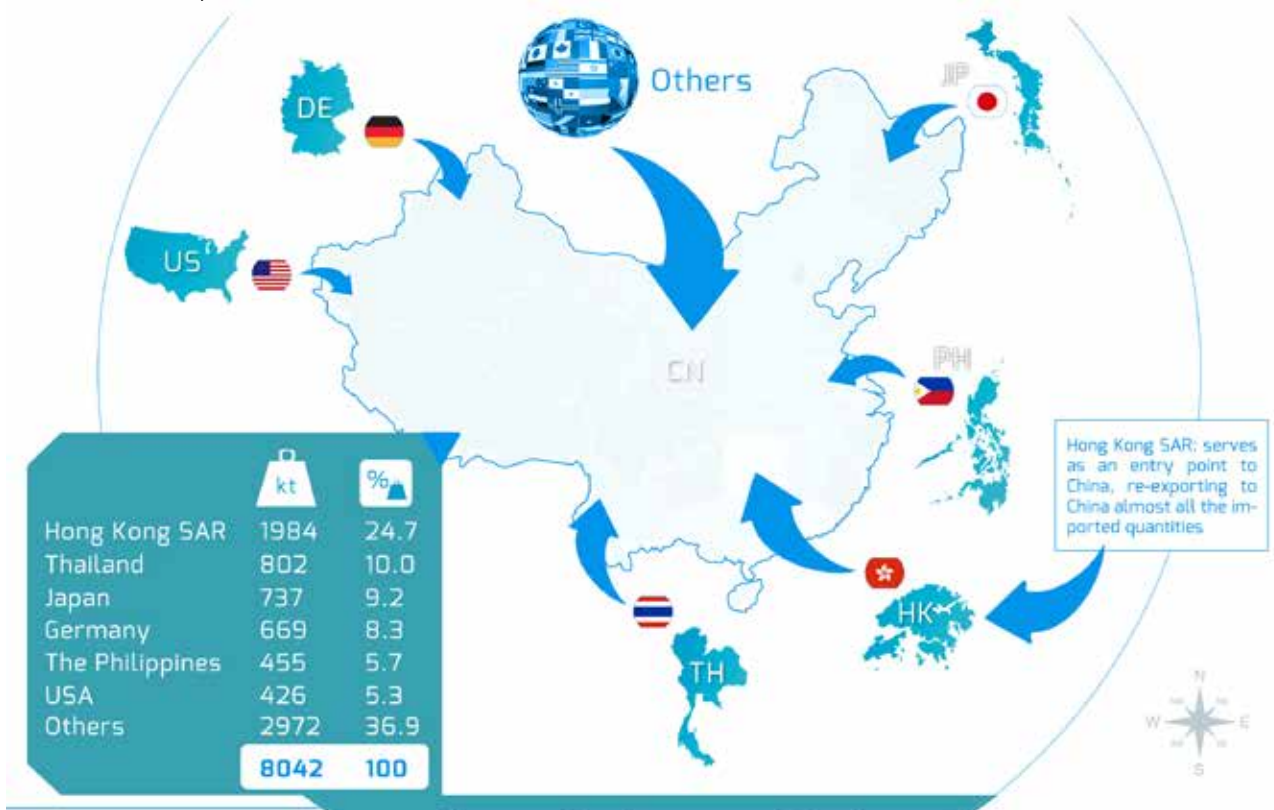 Others
JP
DE
US
CN
PH
Hong Kong SAR: serves
as an entry point to
China, re-exporting to
China almost all the im-
ported quantities
HK
TH
kt %
Hong Kong SAR 1984 24.7
Thailand 802 10.0
Japan 737 9.2
Germany 669 8.3
The Philippines 455 5.7
USA 426 5.3
Others 2972 36.9
8042 100
N
W E
S